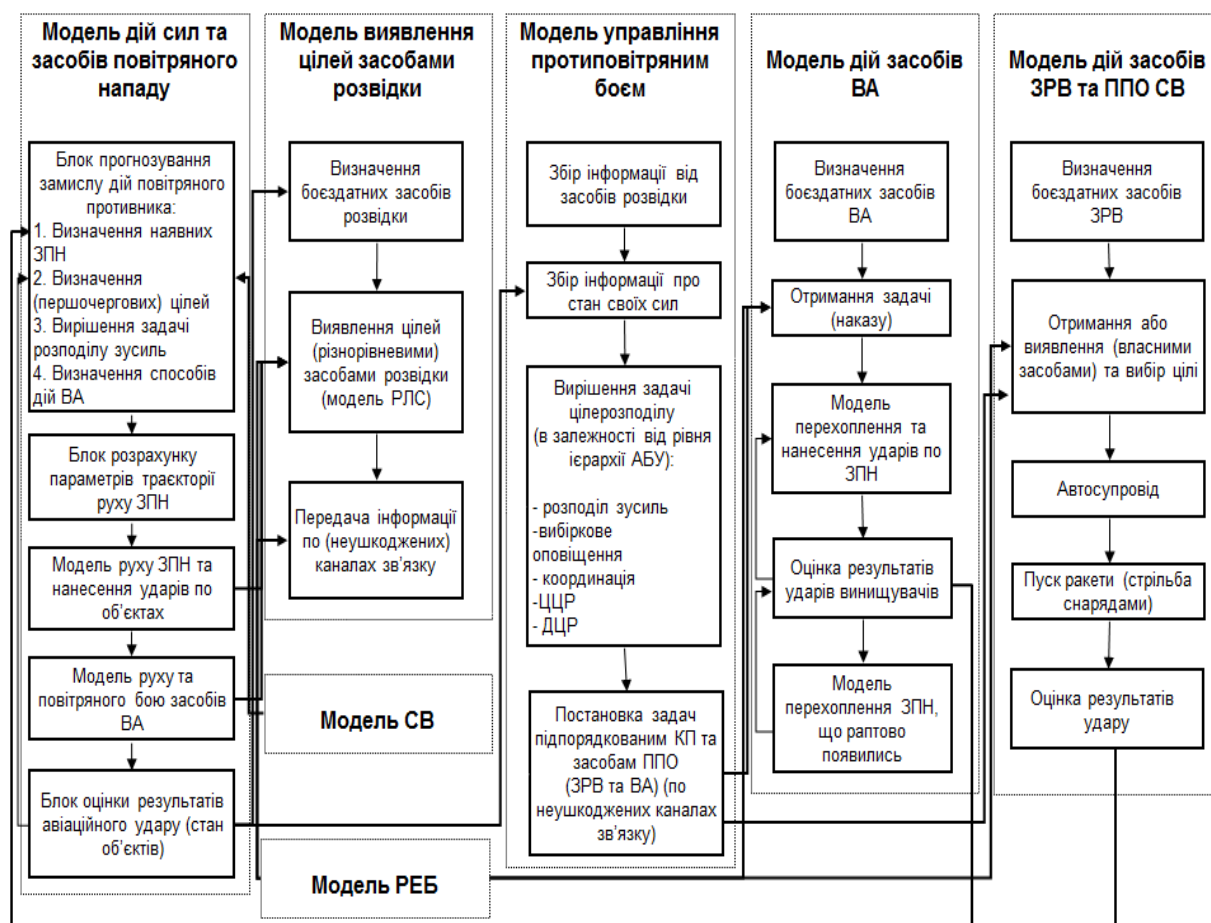 Модель дій сил та
засобів повітряного
нападу
Блок прогнозування
замислу дій повітряного
противника:
1. Визначення наявних
ЗПН
2. Визначення
(першочергових) цілей
3. Вирішення задачі
розподілу зусиль
4. Визначення способів
дій ВА
Блок розрахунку
параметрів траєкторії
руху ЗПН
Модель руху ЗПН та
нанесення ударів по
об’єктах
Модель руху та
повітряного бою засобів
ВА
Блок оцінки результатів
авіаційного удару (стан
об’єктів)
Модель виявлення
цілей засобами
розвідки
Визначення
боєздатних засобів
розвідки
Виявлення цілей
(різнорівневими)
засобами розвідки
(модель РЛС)
Передача інформації
по (неушкоджених)
каналах зв’язку
Модель СВ
Модель РЕБ
Модель управління
протиповітряним
боєм
Збір інформації від
засобів розвідки
Збір інформації про
стан своїх сил
Вирішення задачі
цілерозподілу
(в залежності від рівня
ієрархії АБУ):
- розподіл зусиль
-вибіркове
оповіщення
- координація
-ЦЦР
- ДЦР
Постановка задач
підпорядкованим КП та
засобам ППО
(ЗРВ та ВА) (по
неушкоджених каналах
зв’язку)
Модель дій засобів
ВА
Визначення
боєздатних засобів
ВА
Отримання задачі
(наказу)
Модель
перехоплення та
нанесення ударів по
ЗПН
Оцінка результатів
ударів винищувачів
Модель
перехоплення ЗПН,
що раптово
появились
Модель дій засобів
ЗРВ та ППО СВ
Визначення
боєздатних засобів
ЗРВ
Отримання або
виявлення (власними
засобами) та вибір цілі
Автосупровід
Пуск ракети (стрільба
снарядами)
Оцінка результатів
удару